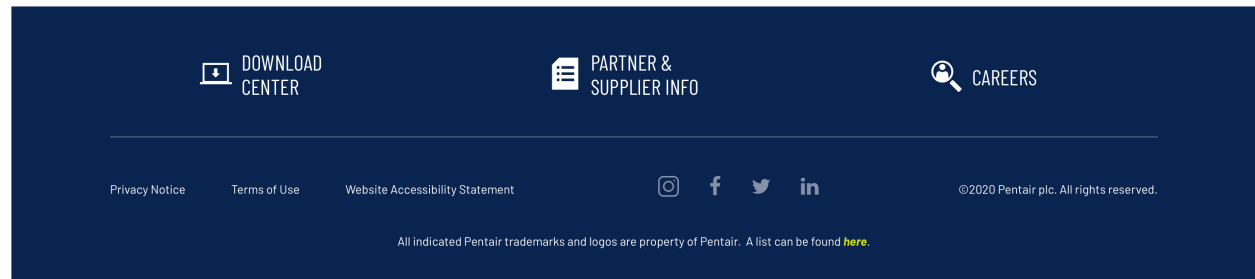 DOWNLOAD
CENTER
PARTNER &
SUPPLIER INFO
CAREERS
Privacy Notice
Terms of Use
Website Accessibility Statement
©2020 Pentair plc. All rights reserved.
All indicated Pentair trademarks and logos are property of Pentair. A list can be found here.